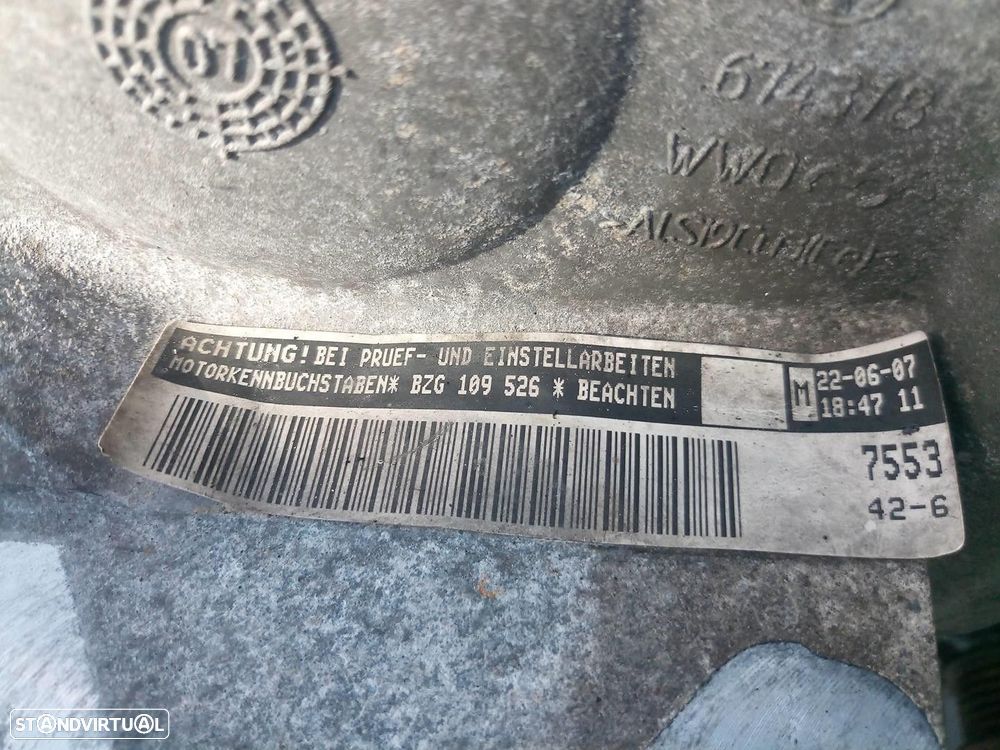 07
674378
ACHTUNG! BEI PRUEF- UND EINSTELLARBEITEN
MOTORKENNBUCHSTABEN* BZG 109 526 * BEACHTEN
M 22-06-07
18:47 11
7553
42-6
STANDVIRTUAL